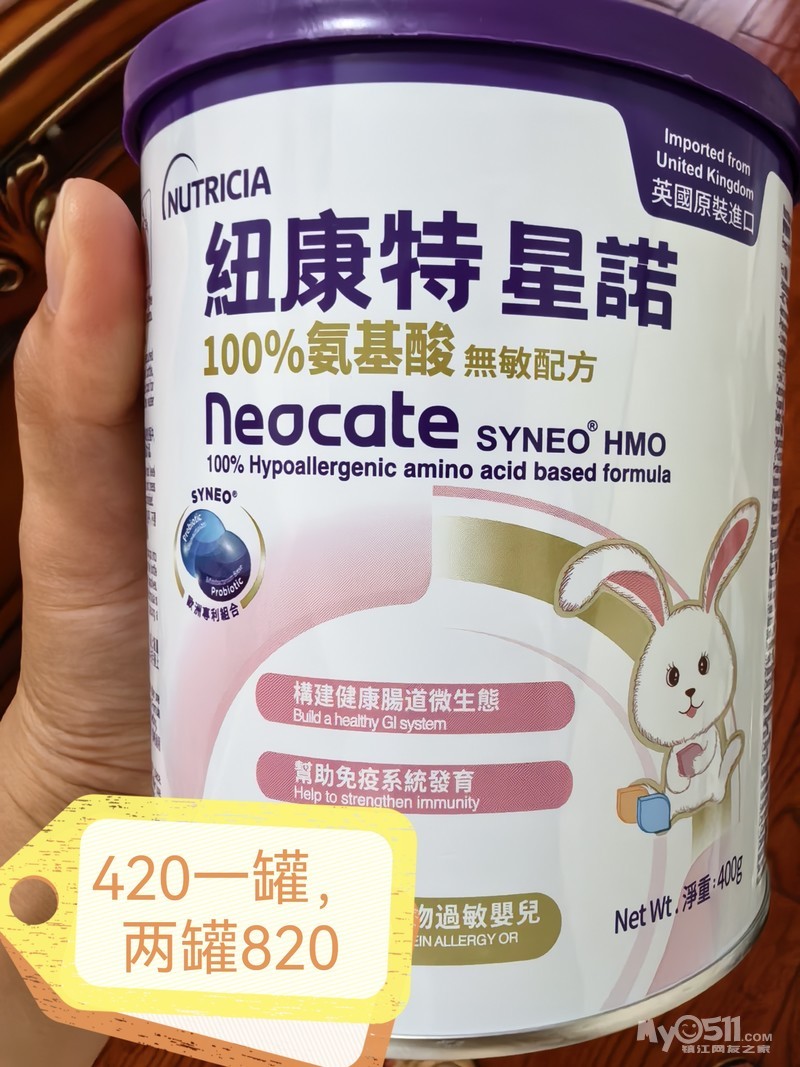 NUTRICIA
Imported from
United Kingdom
英國原裝進口
紐康特 星諾
100%氨基酸 無敏配方
Neocate SYNEO® HMO
100% Hypoallergenic amino acid based formula
SYNEO®
Probiotic
歐洲專利組合
構建健康腸道微生態
Build a healthy GI system
幫助免疫系統發育
Help to strengthen immunity
物過敏嬰兒
EIN ALLERGY OR
Net Wt. 淨重:400g
420一罐，
两罐820
My0511.COM
镇江网友之家